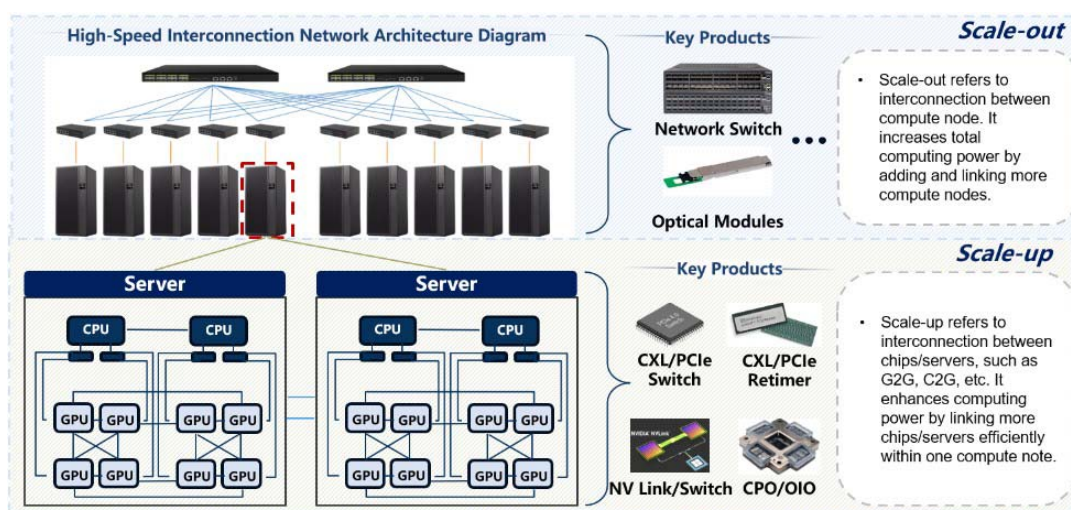 High-Speed Interconnection Network Architecture Diagram
Key Products
Network Switch
Optical Modules
Scale-out
• Scale-out refers to
interconnection between
compute node. It
increases total
computing power by
adding and linking more
compute nodes.
Server
CPU
CPU
GPU
GPU
GPU
GPU
GPU
GPU
GPU
GPU
Server
CPU
CPU
GPU
GPU
GPU
GPU
GPU
GPU
GPU
GPU
Key Products
CXL/PCIe
Switch
CXL/PCIe
Retimer
NV Link/Switch
CPO/OIO
Scale-up
• Scale-up refers to
interconnection between
chips/servers, such as
G2G, C2G, etc. It
enhances computing
power by linking more
chips/servers efficiently
within one compute note.